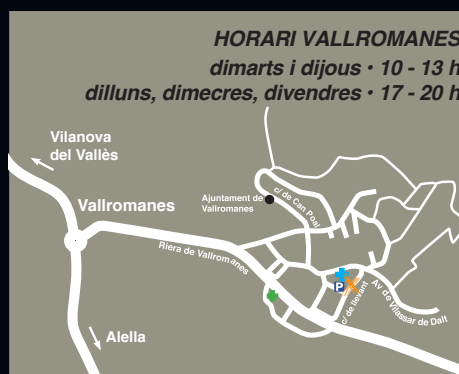 HORARI VALLROMANES
dimarts i dijous · 10 - 13 h
dilluns, dimecres, divendres · 17 - 20 h
Vilanova
del Vallès
Vallromanes
Ajuntament de
Vallromanes
c/ de Can Poal
Riera de Vallromanes
P
c/ de llevant
Av de Vilassar de Dalt
Alella